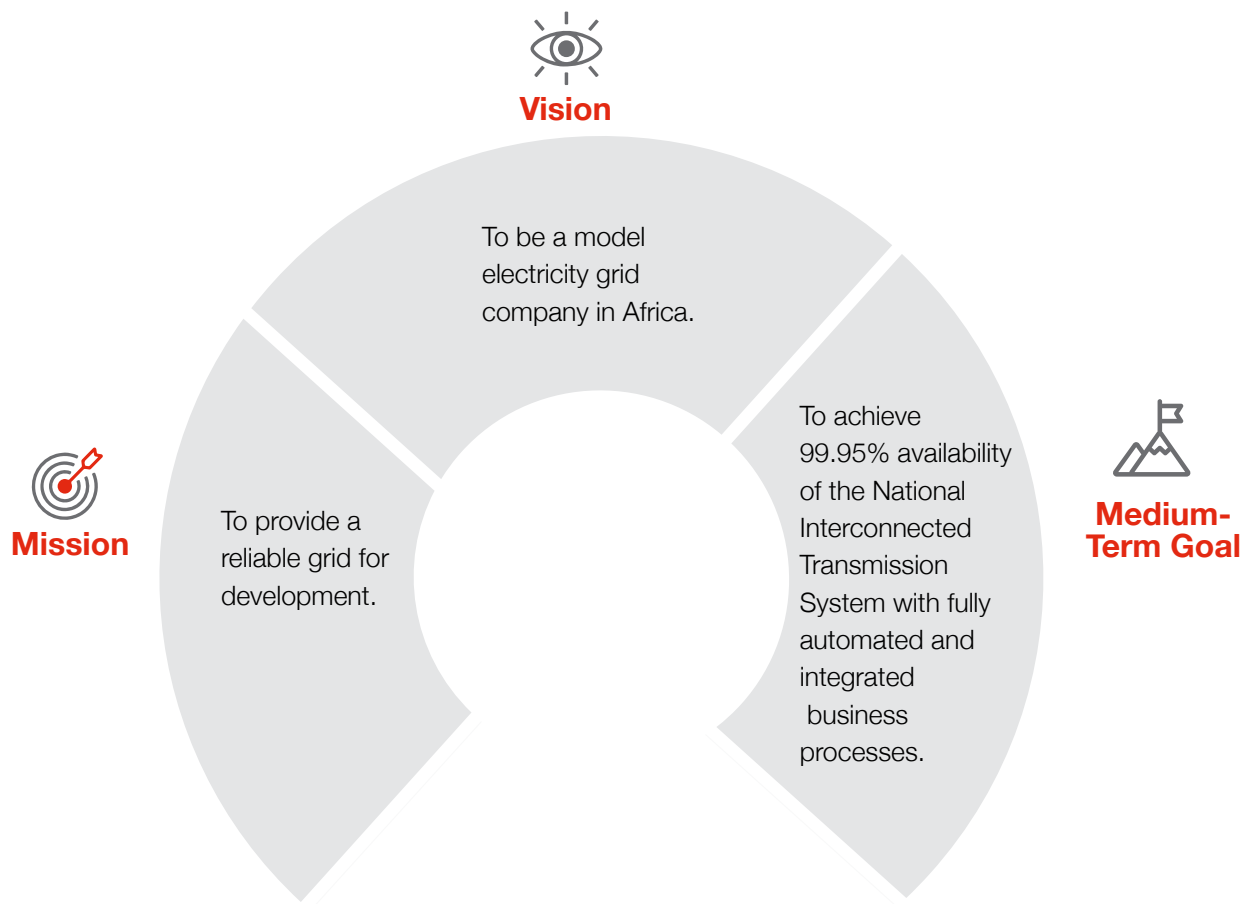 Vision
To be a model
electricity grid
company in Africa.
Mission
To provide a
reliable grid for
development.
Medium-
Term Goal
To achieve
99.95% availability
of the National
Interconnected
Transmission
System with fully
automated and
integrated
business
processes.